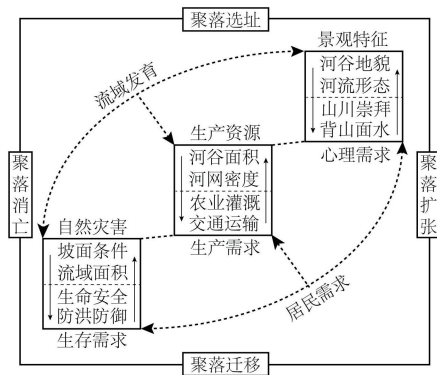 聚落选址
景观特征
河谷地貌
河流形态
山川崇拜
背山面水
心理需求
流域发育
生产资源
河谷面积
河网密度
农业灌溉
交通运输
生产需求
聚落消亡
聚落扩张
自然灾害
坡面条件
流域面积
生命安全
防洪防御
生存需求
居民需求
聚落迁移